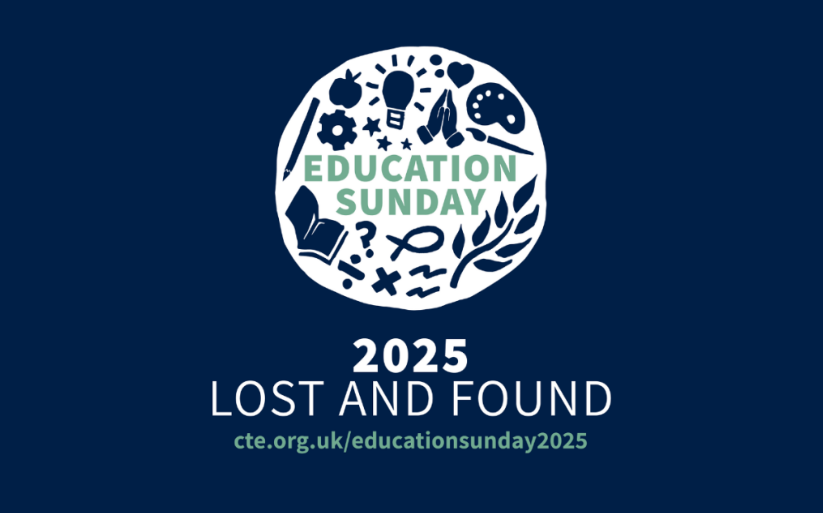 EDUCATION
SUNDAY
2025
LOST AND FOUND
cte.org.uk/educationsunday2025